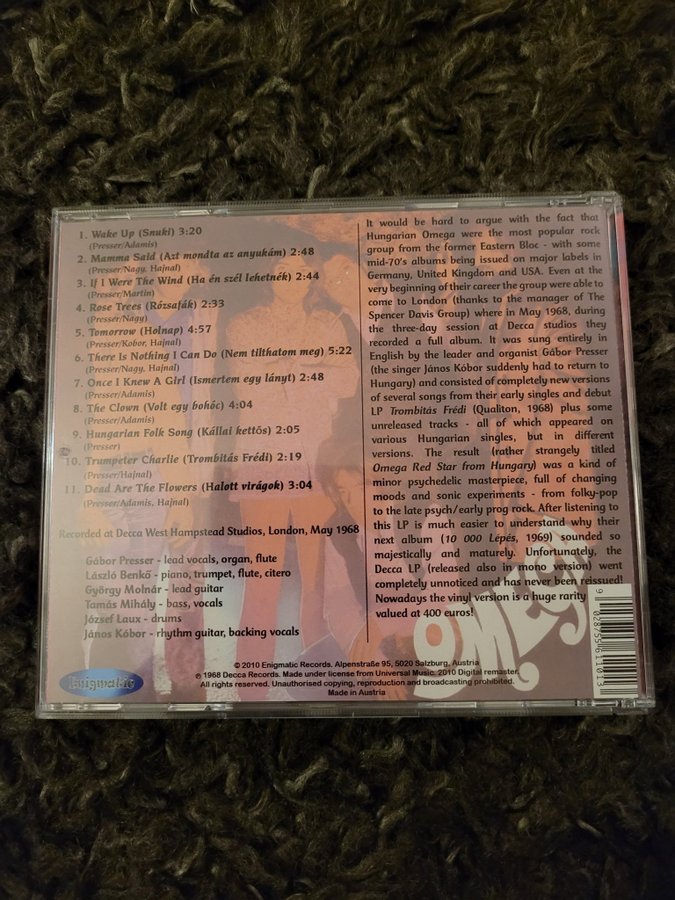 1. Wake Up (Snuki) 3:20
(Presser/Adamis)
2. Mamma Said (Azt mondta az anyukám) 2:48
(Presser/Nagy, Hajnal)
3. If I Were The Wind (Ha én szél lehetnék) 2:44
(Presser/Martin)
4. Rose Trees (Rózsafák) 2:33
(Presser/Nagy)
5. Tomorrow (Holnap) 4:57
(Presser/Kobor, Hajnal)
6. There Is Nothing I Can Do (Nem tilthatom meg) 5:22
(Presser/Nagy, Hajnal)
7. Once I Knew A Girl (Ismertem egy lányt) 2:48
(Presser/Adamis)
8. The Clown (Volt egy bohóc) 4:04
(Presser/Adamis)
9. Hungarian Folk Song (Kállai kettős) 2:05
(Presser)
10. Trumpeter Charlie (Trombitás Frédi) 2:19
(Presser/Hajnal)
11. Dead Are The Flowers (Halott virágok) 3:04
(Presser/Adamis, Hajnal)
Recorded at Decca West Hampstead Studios, London, May 1968
Gábor Presser - lead vocals, organ, flute
László Benkő - piano, trumpet, flute, citero
György Molnár - lead guitar
Tamás Mihály - bass, vocals
József Laux - drums
János Kóbor - rhythm guitar, backing vocals
It would be hard to argue with the fact that
Hungarian Omega were the most popular rock
group from the former Eastern Bloc - with some
mid-70's albums being issued on major labels in
Germany, United Kingdom and USA. Even at the
very beginning of their career the group were able to
come to London (thanks to the manager of The
Spencer Davis Group) where in May 1968, during
the three-day session at Decca studios they
recorded a full album. It was sung entirely in
English by the leader and organist Gábor Presser
(the singer János Kóbor suddenly had to return to
Hungary) and consisted of completely new versions
of several songs from their early singles and debut
LP Trombitás Frédi (Qualiton, 1968) plus some
unreleased tracks - all of which appeared on
various Hungarian singles, but in different
versions. The result (rather strangely titled
Omega Red Star from Hungary) was a kind of
minor psychedelic masterpiece, full of changing
moods and sonic experiments - from folky-pop
to the late psych/early prog rock. After listening to
this LP is much easier to understand why their
next album (10 000 Lépés, 1969) sounded so
majestically and maturely. Unfortunately, the
Decca LP (released also in mono version) went
completely unnoticed and has never been reissued!
Nowadays the vinyl version is a huge rarity
valued at 400 euros!
OMEGA
Enigmatic
© 2010 Enigmatic Records. Alpenstraße 95, 5020 Salzburg, Austria
℗ 1968 Decca Records. Made under license from Universal Music. 2010 Digital remaster
All rights reserved. Unauthorised copying, reproduction and broadcasting prohibited.
Made in Austria